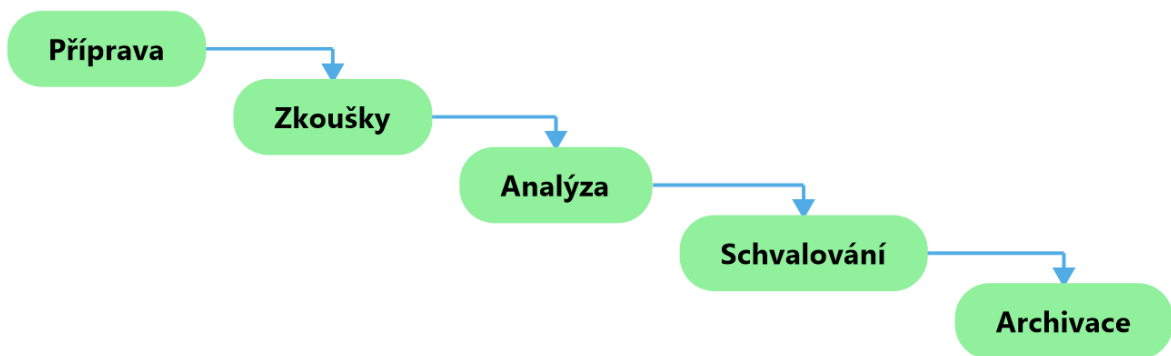 Příprava
Zkoušky
Analýza
Schvalování
Archivace